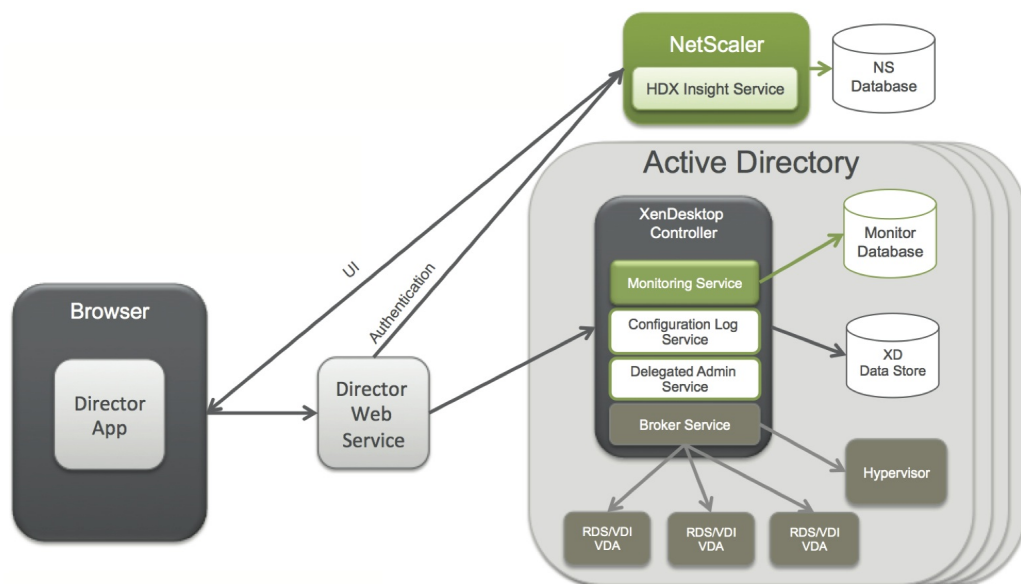 NetScaler
HDX Insight Service
NS
Database
Active Directory
XenDesktop
Controller
Monitor
Database
Monitoring Service
UI
Authentication
Browser
Configuration Log
Service
XD
Data Store
Director
App
Director
Web
Service
Delegated Admin
Service
Broker Service
Hypervisor
RDS/VDI
VDA
RDS/VDI
VDA
RDS/VDI
VDA